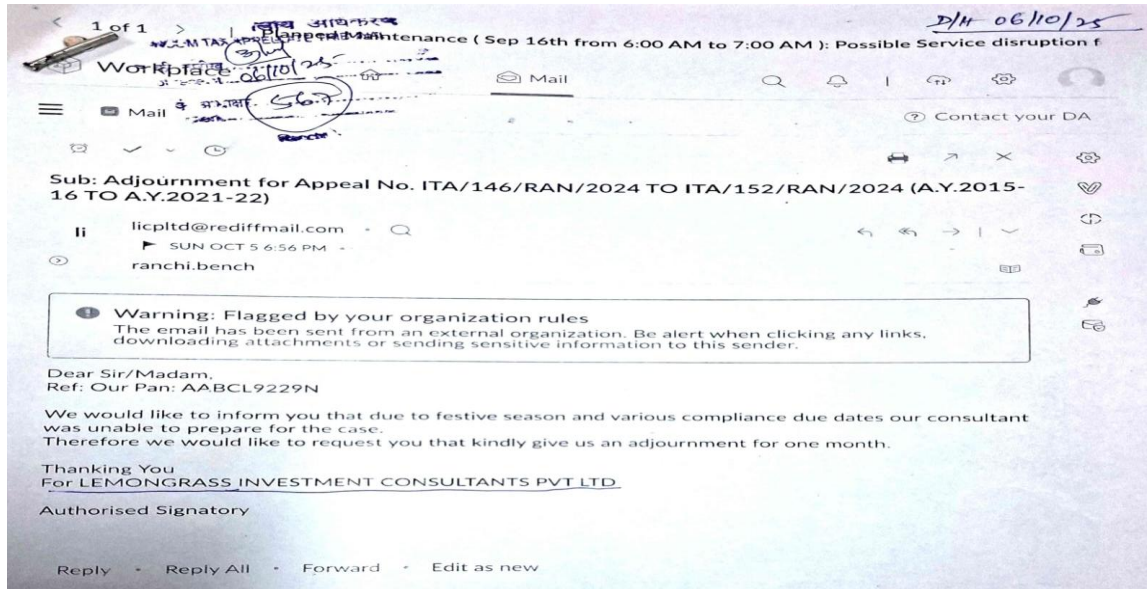 1 of 1 >
D/H 06/10/25
Planned Maintenance ( Sep 16th from 6:00 AM to 7:00 AM ): Possible Service disruption f
Workplace
06/10/25
Mail
Mail
567
Contact your DA
Ranchi
Sub: Adjournment for Appeal No. ITA/146/RAN/2024 TO ITA/152/RAN/2024 (A.Y.2015-
16 TO A.Y.2021-22)
li
licpltd@rediffmail.com
SUN OCT 5 6:56 PM
ranchi.bench
Warning: Flagged by your organization rules
The email has been sent from an external organization. Be alert when clicking any links,
downloading attachments or sending sensitive information to this sender.
Dear Sir/Madam,
Ref: Our Pan: AABCL9229N
We would like to inform you that due to festive season and various compliance due dates our consultant
was unable to prepare for the case.
Therefore we would like to request you that kindly give us an adjournment for one month.
Thanking You
For LEMONGRASS INVESTMENT CONSULTANTS PVT LTD
Authorised Signatory
Reply - Reply All - Forward - Edit as new